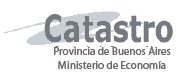 Catastro
Provincia de Buenos Aires
Ministerio de Economía